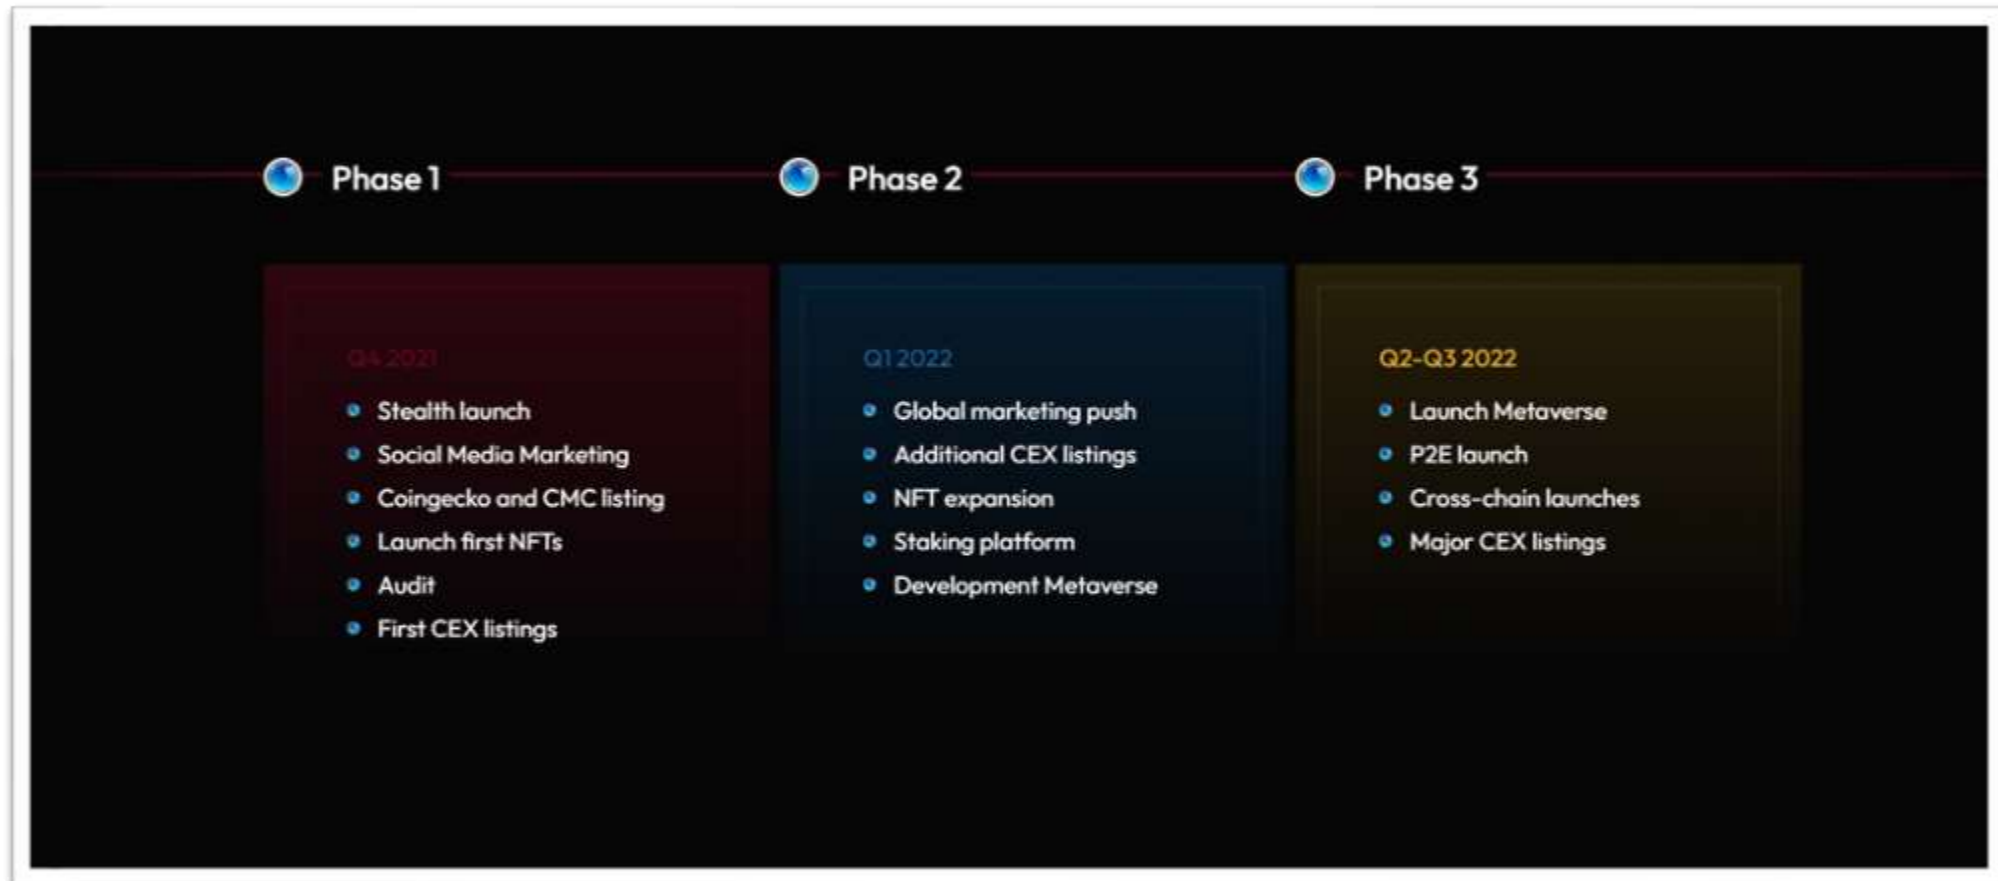 Phase 1
Phase 2
Phase 3
Q4 2021
Stealth launch
Social Media Marketing
Coingecko and CMC listing
Launch first NFTs
Audit
First CEX listings
Q1 2022
Global marketing push
Additional CEX listings
NFT expansion
Staking platform
Development Metaverse
Q2-Q3 2022
Launch Metaverse
P2E launch
Cross-chain launches
Major CEX listings